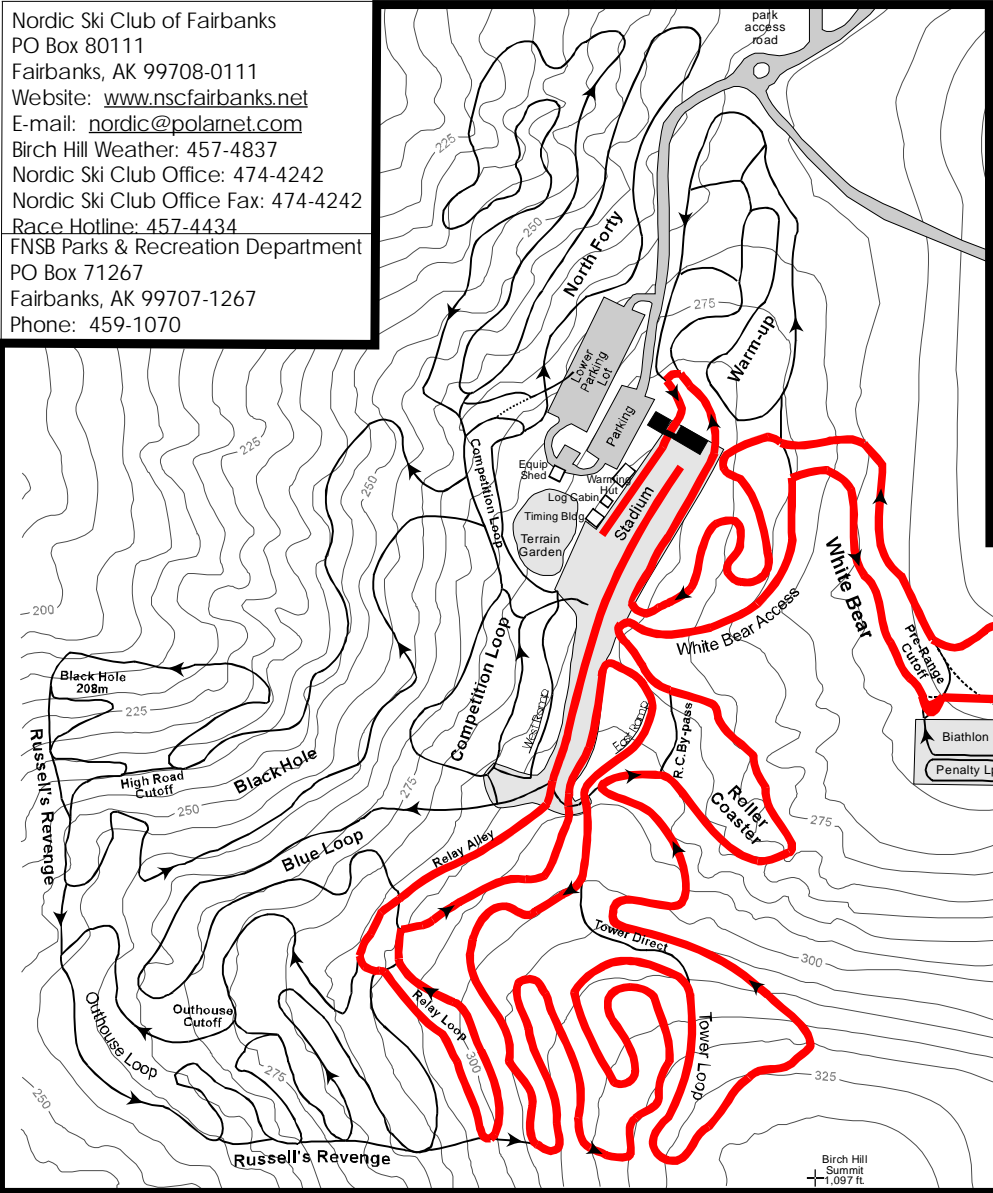 Nordic Ski Club of Fairbanks
PO Box 80111
Fairbanks, AK 99708-0111
Website: www.nscfairbanks.net
E-mail: nordic@polarnet.com
Birch Hill Weather: 457-4837
Nordic Ski Club Office: 474-4242
Nordic Ski Club Office Fax: 474-4242
Race Hotline: 457-4434
FNSB Parks & Recreation Department
PO Box 71267
Fairbanks, AK 99707-1267
Phone: 459-1070
park
access
road
225
250
North Forty
275
Warm-up
Lower
Parking
Lot
Parking
225
250
Competition Loop
Equip
Shed
Warming
Hut
Log Cabin
Timing Bldg
Stadium
Terrain
Garden
White Bear
White Bear Access
Pre-Range
Cutoff
200
Black Hole
208m
225
Competition Loop
West Ramp
East Ramp
R.C. By-pass
Biathlon
Penalty Lp
Russell's Revenge
High Road
Cutoff
Black Hole
250
275
Roller
Coaster
275
Blue Loop
Relay Alley
Tower Direct
300
Outhouse
Cutoff
Outhouse Loop
Relay Loop
300
Tower Loop
275
325
250
Russell's Revenge
Birch Hill
Summit
1,097 ft.